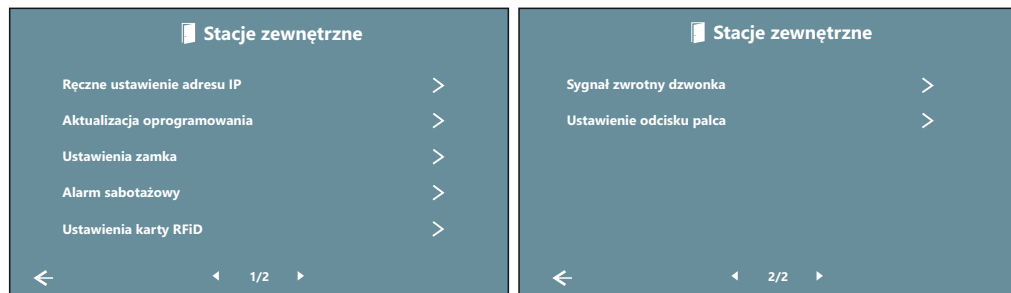 Stacje zewnętrzne
Ręczne ustawienie adresu IP
Aktualizacja oprogramowania
Ustawienia zamka
Alarm sabotażowy
Ustawienia karty RFiD
1/2
Stacje zewnętrzne
Sygnał zwrotny dzwonka
Ustawienie odcisku palca
2/2